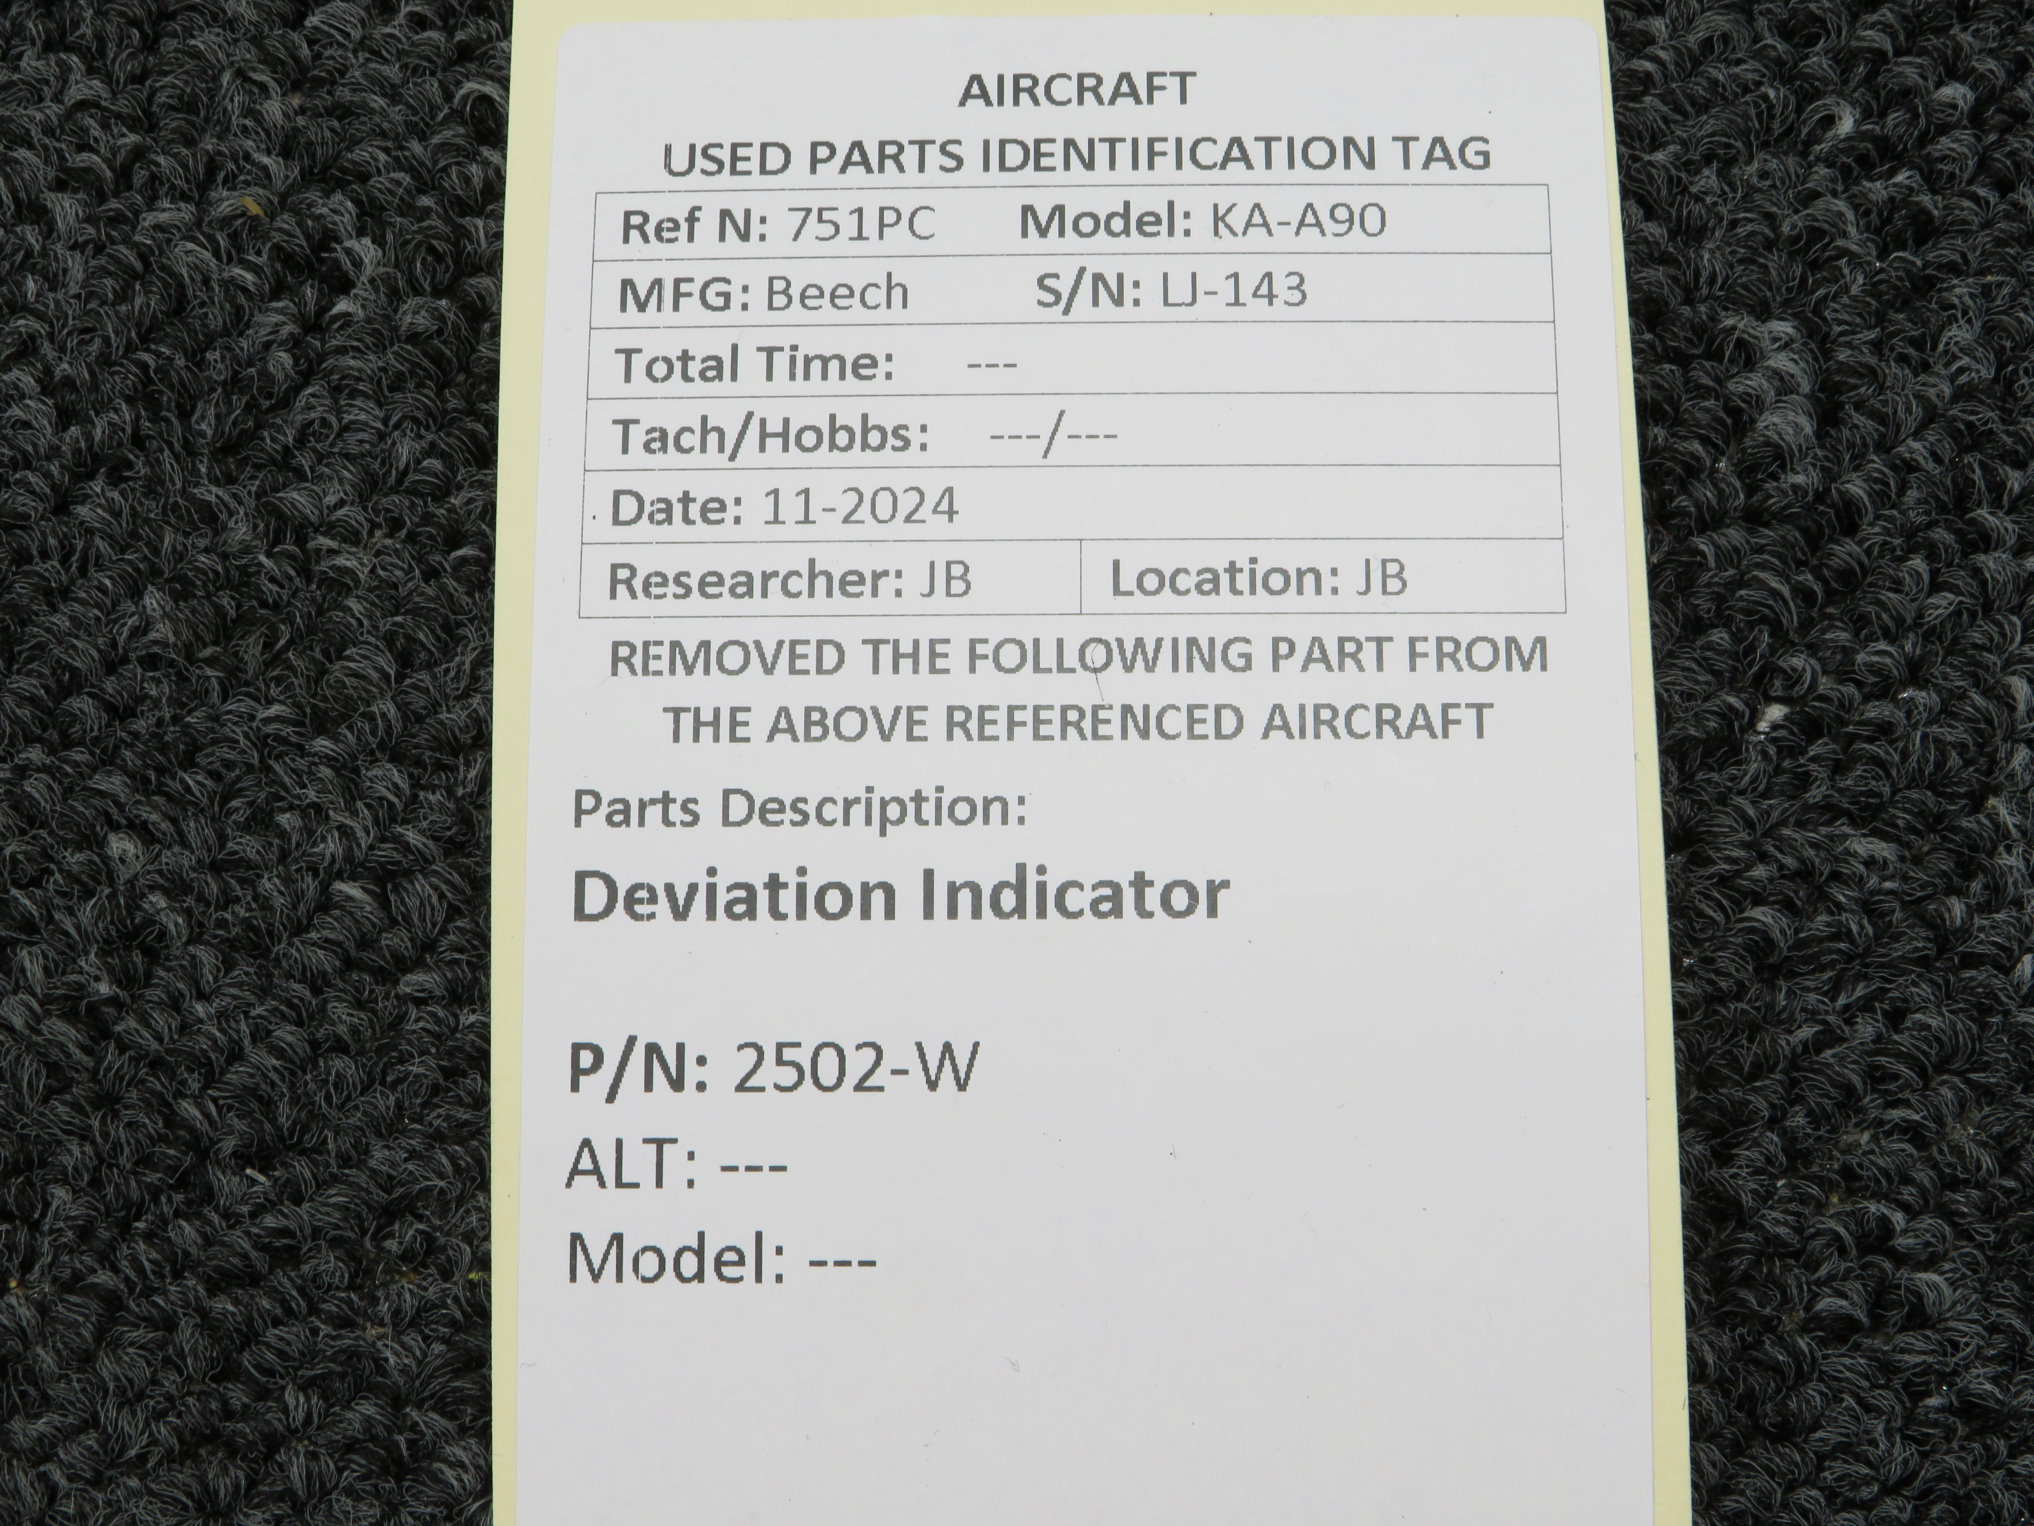 AIRCRAFT
USED PARTS IDENTIFICATION TAG
Ref N: 751PC Model: KA-A90
MFG: Beech S/N: LJ-143
Total Time: ---
Tach/Hobbs: ---/---
Date: 11-2024
Researcher: JB Location: JB
REMOVED THE FOLLOWING PART FROM
THE ABOVE REFERENCED AIRCRAFT
Parts Description:
Deviation Indicator
P/N: 2502-W
ALT: ---
Model: ---